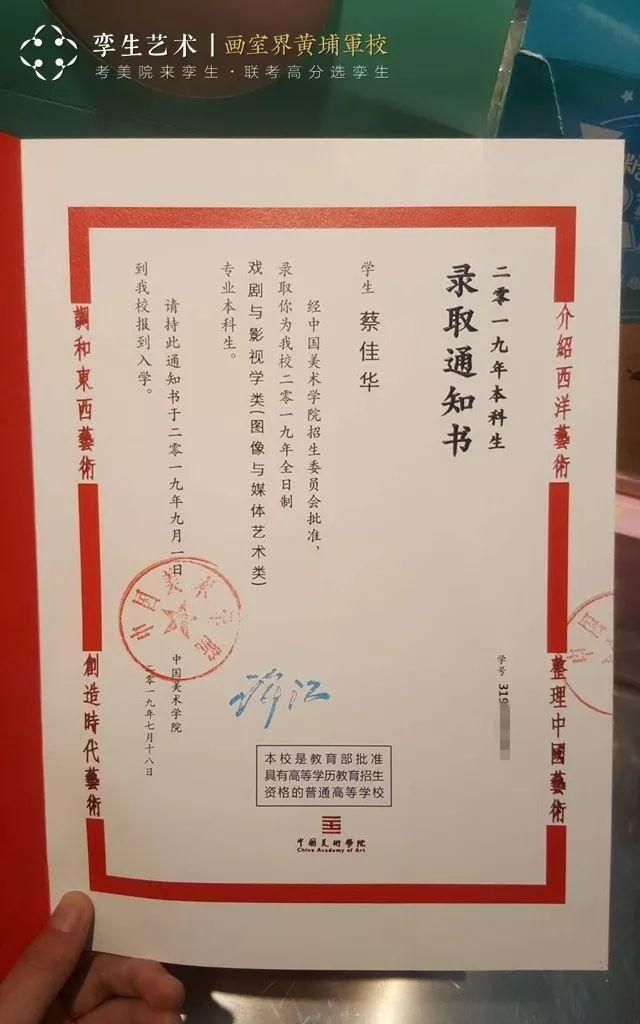 孪生艺术|画室界黄埔軍校
考美院来孪生·联考高分选孪生
介紹西洋藝術
整理中國藝術
調和東西藝術
創造時代藝術
二零一九年本科生
录取通知书
学号 319
学生 蔡佳华
经中国美术学院招生委员会批准，
录取你为我校二零一九年全日制
戏剧与影视学类(图像与媒体艺术类)
专业本科生。
请持此通知书于二零一九年九月一日
到我校报到入学。
中国美术学院
二零一九年七月十八日
中国美术学院
中国
本校是教育部批准
具有高等学历教育招生
资格的普通高等学校
中國美術學院
China Academy of Art